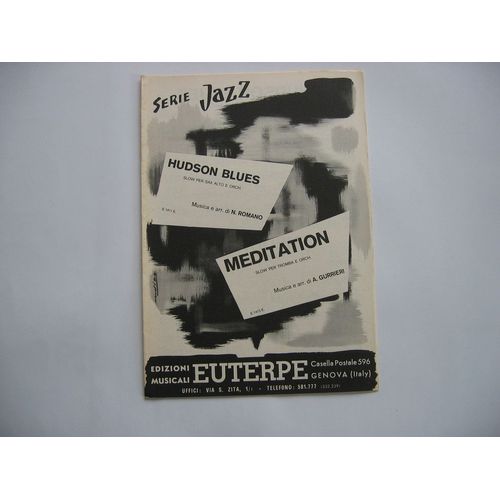 SERIE JAZZ
HUDSON BLUES
SLOW PER SAX ALTO E ORCH.
Musica e arr. di N. ROMANO
MEDITATION
SLOW PER TROMBA E ORCH.
Musica e arr. di A. GURRIERI
EDIZIONI MUSICALI EUTERPE Casella Postale 596 GENOVA (Italy)
UFFICI: VIA S. ZITA, 1/1 - TELEFONO: 581.777